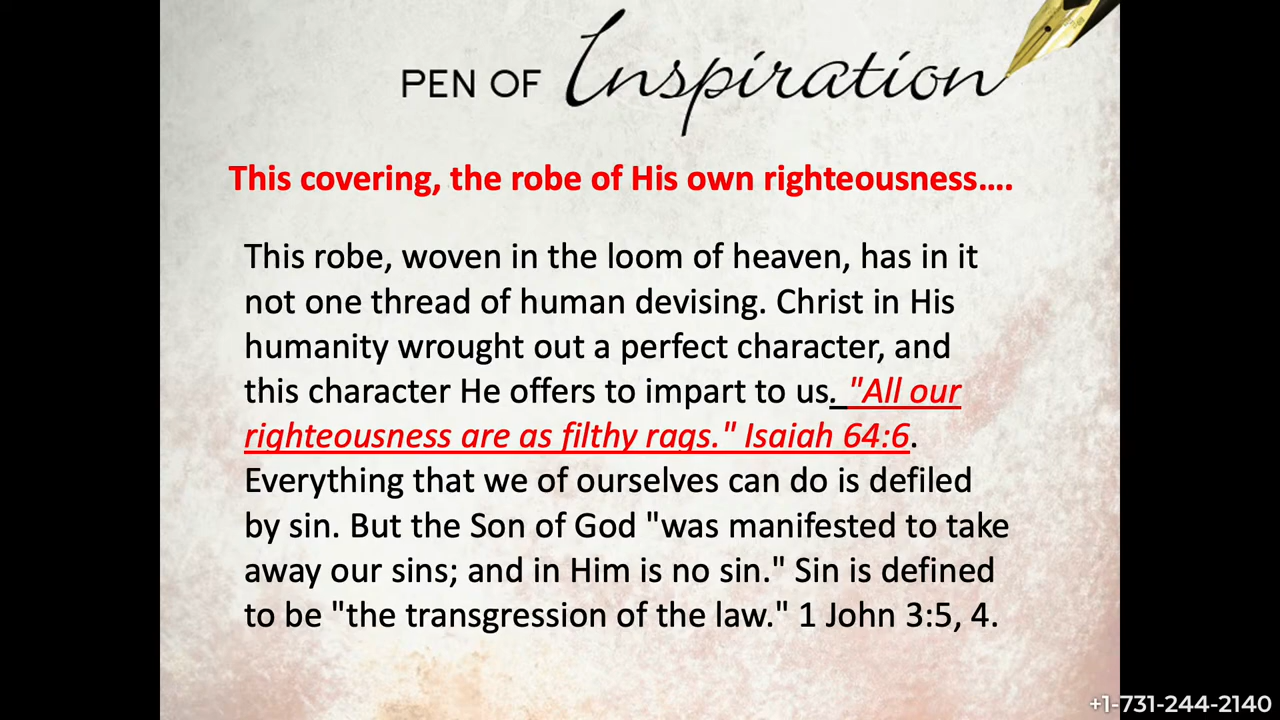 PEN OF Inspiration
This covering, the robe of His own righteousness....
This robe, woven in the loom of heaven, has in it
not one thread of human devising. Christ in His
humanity wrought out a perfect character, and
this character He offers to impart to us. "All our
righteousness are as filthy rags." Isaiah 64:6.
Everything that we of ourselves can do is defiled
by sin. But the Son of God "was manifested to take
away our sins; and in Him is no sin." Sin is defined
to be "the transgression of the law." 1 John 3:5, 4.
+1-731-244-2140